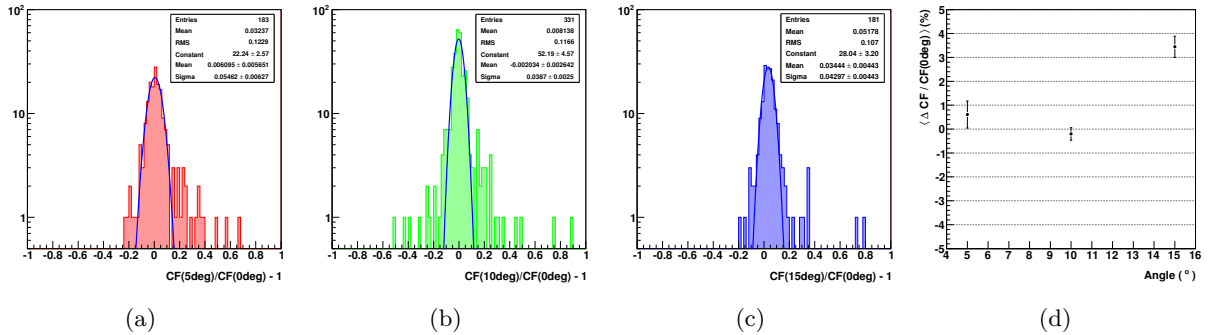 10²
10
1
Entries 183
Mean 0.03237
RMS 0.1229
Constant 22.24 ± 2.57
Mean 0.006095 ± 0.005651
Sigma 0.05462 ± 0.00627
-1 -0.8 -0.6 -0.4 -0.2 0 0.2 0.4 0.6 0.8 1
CF(5deg)/CF(0deg) - 1
(a)
10²
10
1
Entries 331
Mean 0.008138
RMS 0.1166
Constant 52.19 ± 4.57
Mean -0.002034 ± 0.002642
Sigma 0.0387 ± 0.0025
-1 -0.8 -0.6 -0.4 -0.2 0 0.2 0.4 0.6 0.8 1
CF(10deg)/CF(0deg) - 1
(b)
10²
10
1
Entries 181
Mean 0.05178
RMS 0.107
Constant 28.04 ± 3.20
Mean 0.03444 ± 0.00443
Sigma 0.04297 ± 0.00443
-1 -0.8 -0.6 -0.4 -0.2 0 0.2 0.4 0.6 0.8 1
CF(15deg)/CF(0deg) - 1
(c)
⟨ Δ CF / CF(0deg) ⟩ (%)
5
4
3
2
1
0
-1
-2
-3
-4
-5
4 5 6 7 8 9 10 11 12 13 14 15 16
Angle ( ° )
(d)